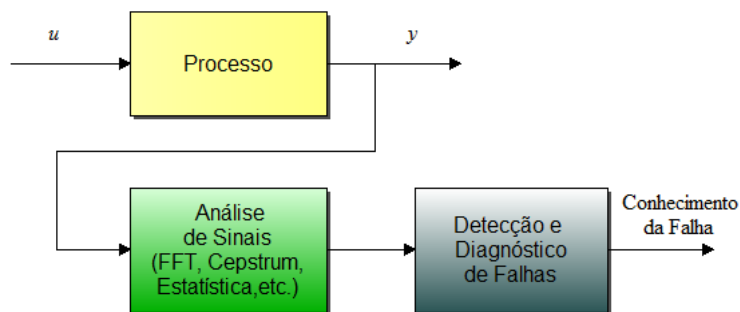 u
Processo
y
Análise
de Sinais
(FFT, Cepstrum,
Estatística,etc.)
Detecção e
Diagnóstico
de Falhas
Conhecimento
da Falha